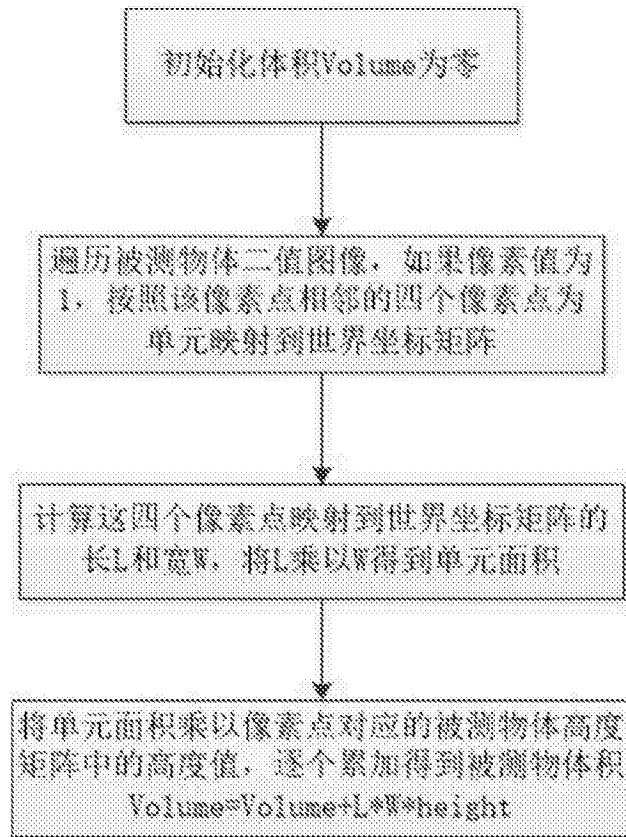 初始化体积Volume为零
遍历被测物体二值图像，如果像素值为
1，按照该像素点相邻的四个像素点为
单元映射到世界坐标矩阵
计算这四个像素点映射到世界坐标矩阵的
长L和宽W，将L乘以W得到单元面积
将单元面积乘以像素点对应的被测物体高度
矩阵中的高度值，逐个累加得到被测物体积
Volume=Volume+L*W*height